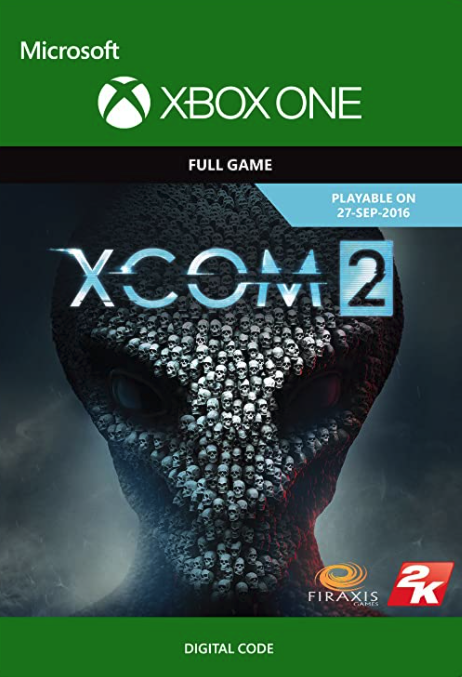 Microsoft
XBOX ONE
FULL GAME
PLAYABLE ON
27-SEP-2016
XCOM 2
FIRAXIS
GAMES
2K
DIGITAL CODE